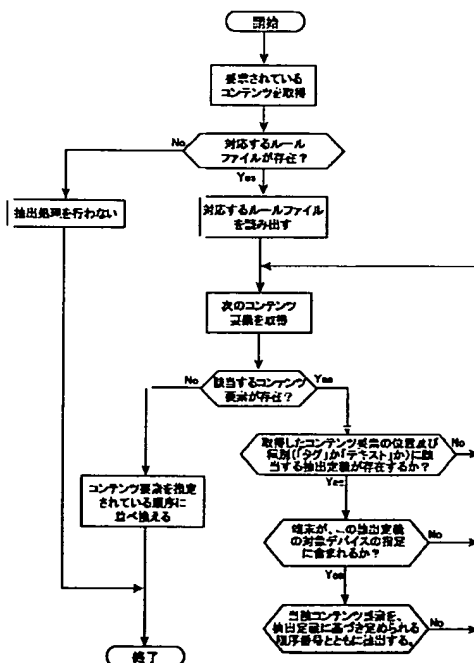 開始
要求されている
コンテンツを取得
対応するルール
ファイルが存在？
No
Yes
抽出処理を行わない
対応するルールファイル
を読み出す
次のコンテンツ
要素を取得
No
該当するコンテンツ
要素が存在？
Yes
取得したコンテンツ要素の位置及び
種別(「タグ」か「テキスト」か)に該
当する抽出定義が存在するか？
No
Yes
コンテンツ要素を指定
されている順序に
並べ換える
端末が、この抽出定義
の対象デバイスの指定
に含まれるか？
No
Yes
当該コンテンツ要素を、
抽出定義に基づき定められる
順序番号とともに抽出する。
No
終了